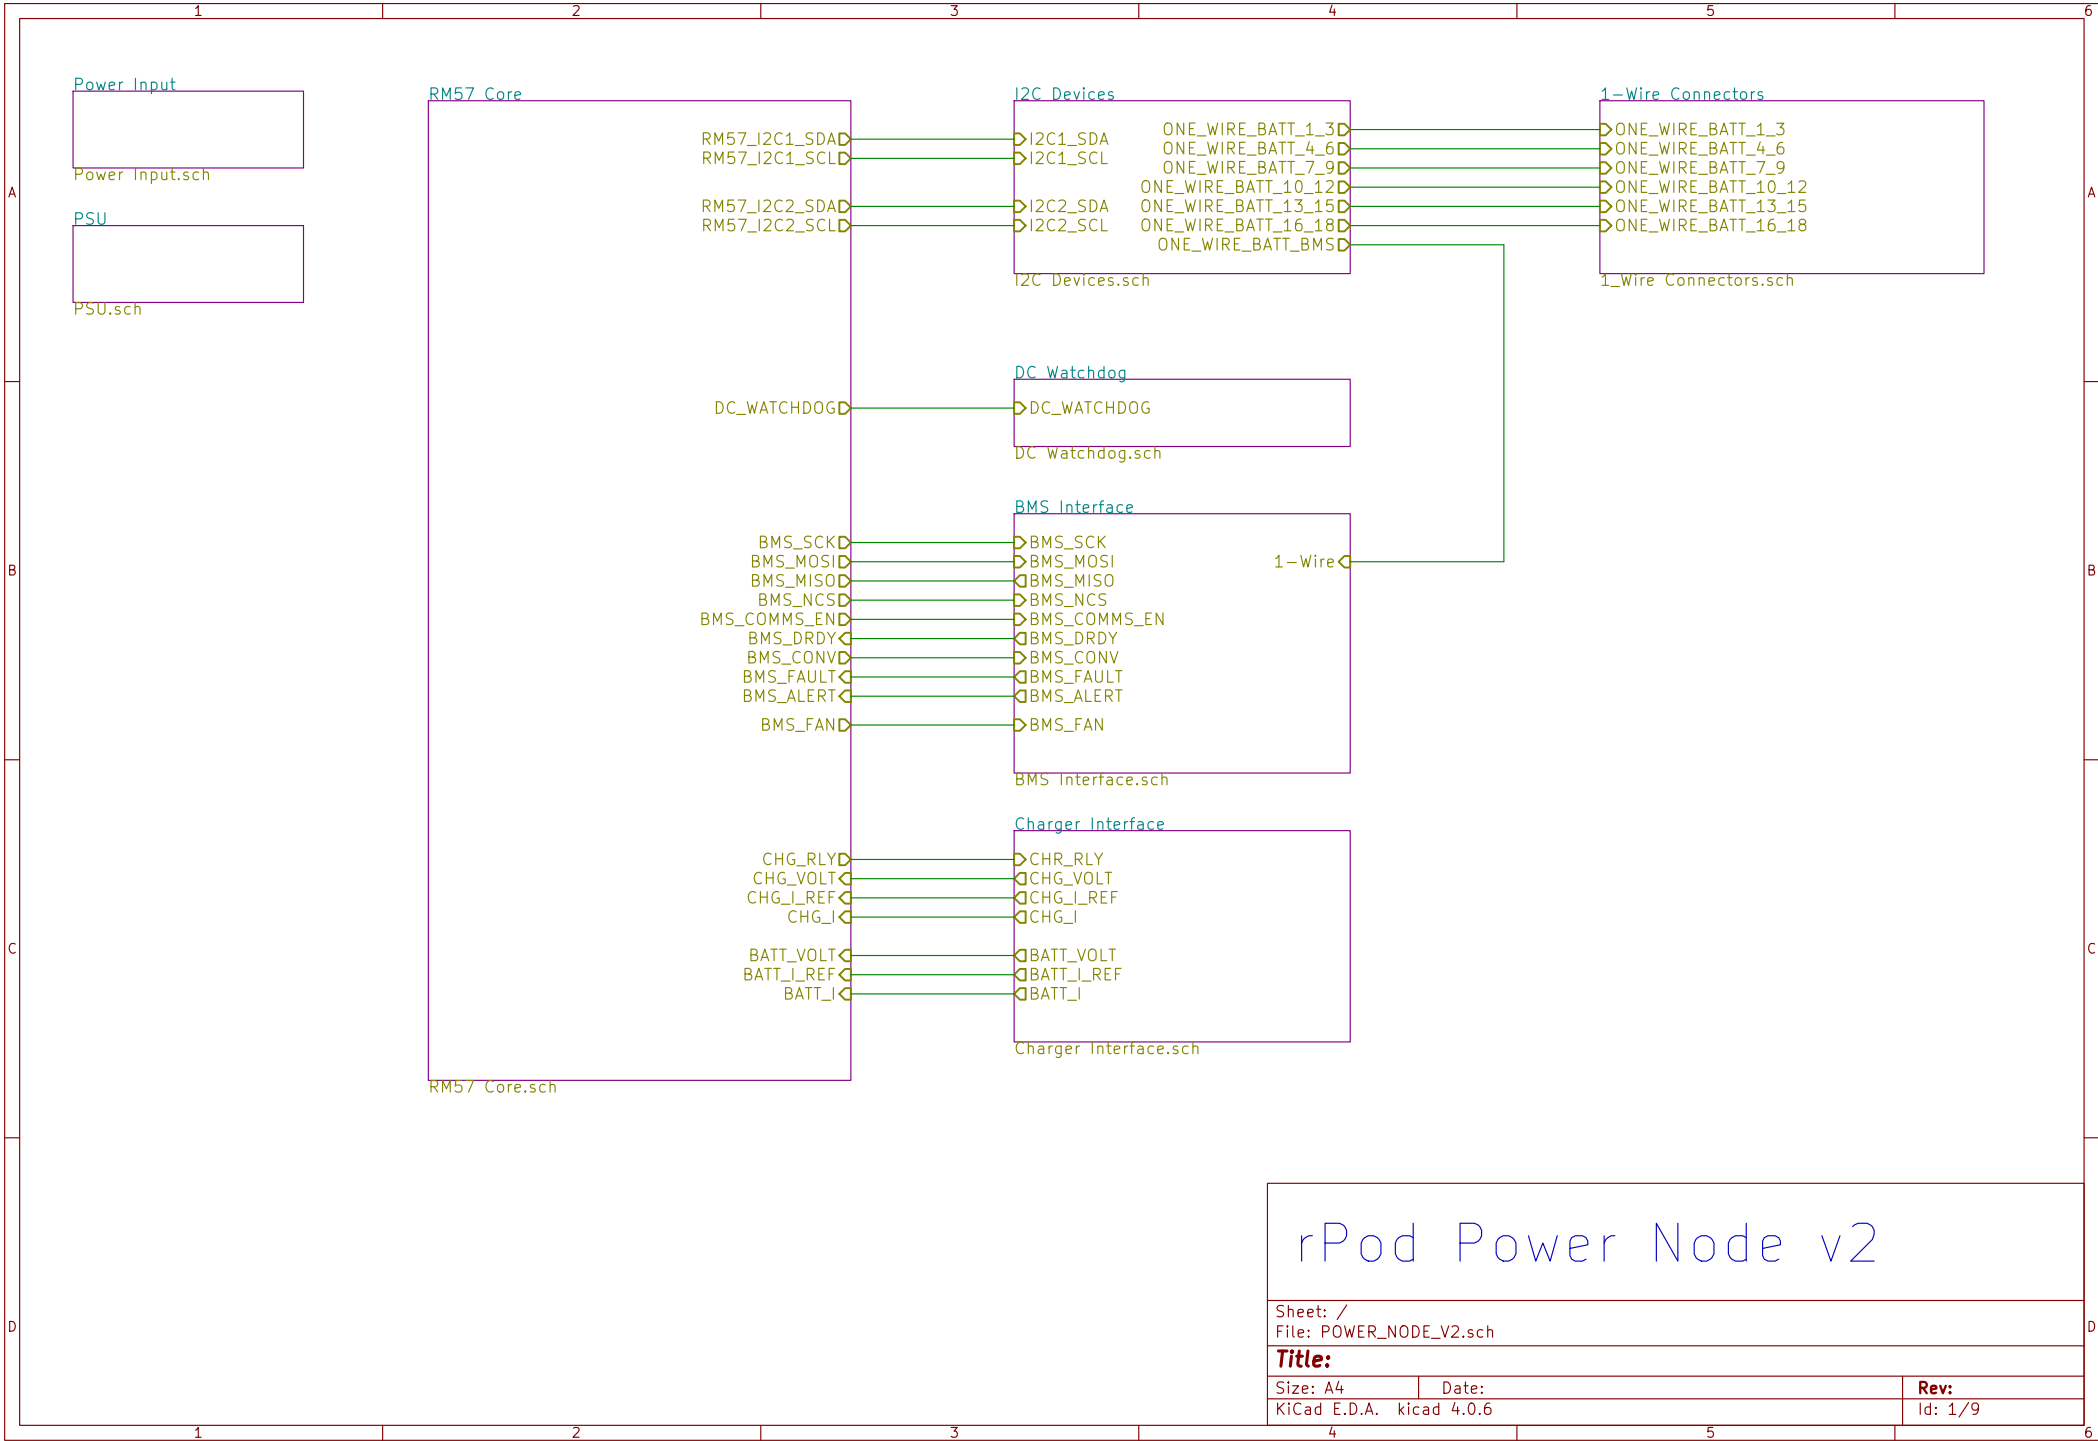 1 2 3 4 5 6
Power Input
Power Input.sch
PSU
PSU.sch
RM57 Core
RM57_I2C1_SDA
RM57_I2C1_SCL
RM57_I2C2_SDA
RM57_I2C2_SCL
DC_WATCHDOG
BMS_SCK
BMS_MOSI
BMS_MISO
BMS_NCS
BMS_COMMS_EN
BMS_DRDY
BMS_CONV
BMS_FAULT
BMS_ALERT
BMS_FAN
CHG_RLY
CHG_VOLT
CHG_I_REF
CHG_I
BATT_VOLT
BATT_I_REF
BATT_I
RM57 Core.sch
I2C Devices
I2C1_SDA
I2C1_SCL
I2C2_SDA
I2C2_SCL
ONE_WIRE_BATT_1_3
ONE_WIRE_BATT_4_6
ONE_WIRE_BATT_7_9
ONE_WIRE_BATT_10_12
ONE_WIRE_BATT_13_15
ONE_WIRE_BATT_16_18
ONE_WIRE_BATT_BMS
I2C Devices.sch
1-Wire Connectors
ONE_WIRE_BATT_1_3
ONE_WIRE_BATT_4_6
ONE_WIRE_BATT_7_9
ONE_WIRE_BATT_10_12
ONE_WIRE_BATT_13_15
ONE_WIRE_BATT_16_18
1_Wire Connectors.sch
DC Watchdog
DC_WATCHDOG
DC Watchdog.sch
BMS Interface
BMS_SCK
BMS_MOSI
BMS_MISO
BMS_NCS
BMS_COMMS_EN
BMS_DRDY
BMS_CONV
BMS_FAULT
BMS_ALERT
BMS_FAN
1-Wire
BMS Interface.sch
Charger Interface
CHR_RLY
CHG_VOLT
CHG_I_REF
CHG_I
BATT_VOLT
BATT_I_REF
BATT_I
Charger Interface.sch
A A
B B
C C
D D
rPod Power Node v2
Sheet: /
File: POWER_NODE_V2.sch
Title:
Size: A4 Date: Rev:
KiCad E.D.A. kicad 4.0.6 Id: 1/9
1 2 3 4 5 6